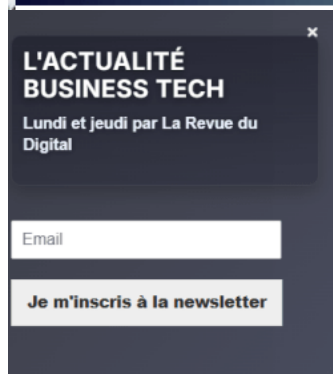 ×
L'ACTUALITÉ
BUSINESS TECH
Lundi et jeudi par La Revue du
Digital
Email
Je m'inscris à la newsletter